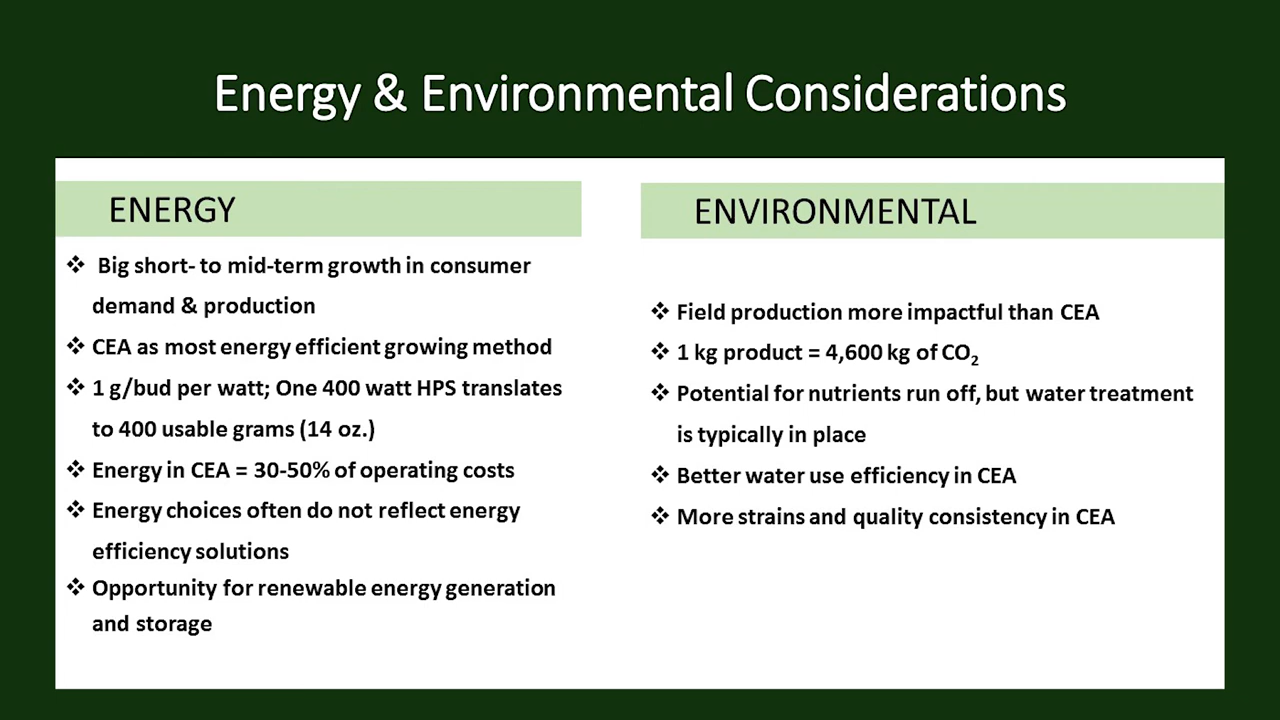 Energy & Environmental Considerations
ENERGY
❖ Big short- to mid-term growth in consumer
demand & production
❖ CEA as most energy efficient growing method
❖ 1 g/bud per watt; One 400 watt HPS translates
to 400 usable grams (14 oz.)
❖ Energy in CEA = 30-50% of operating costs
❖ Energy choices often do not reflect energy
efficiency solutions
❖ Opportunity for renewable energy generation
and storage
ENVIRONMENTAL
❖ Field production more impactful than CEA
❖ 1 kg product = 4,600 kg of CO₂
❖ Potential for nutrients run off, but water treatment
is typically in place
❖ Better water use efficiency in CEA
❖ More strains and quality consistency in CEA